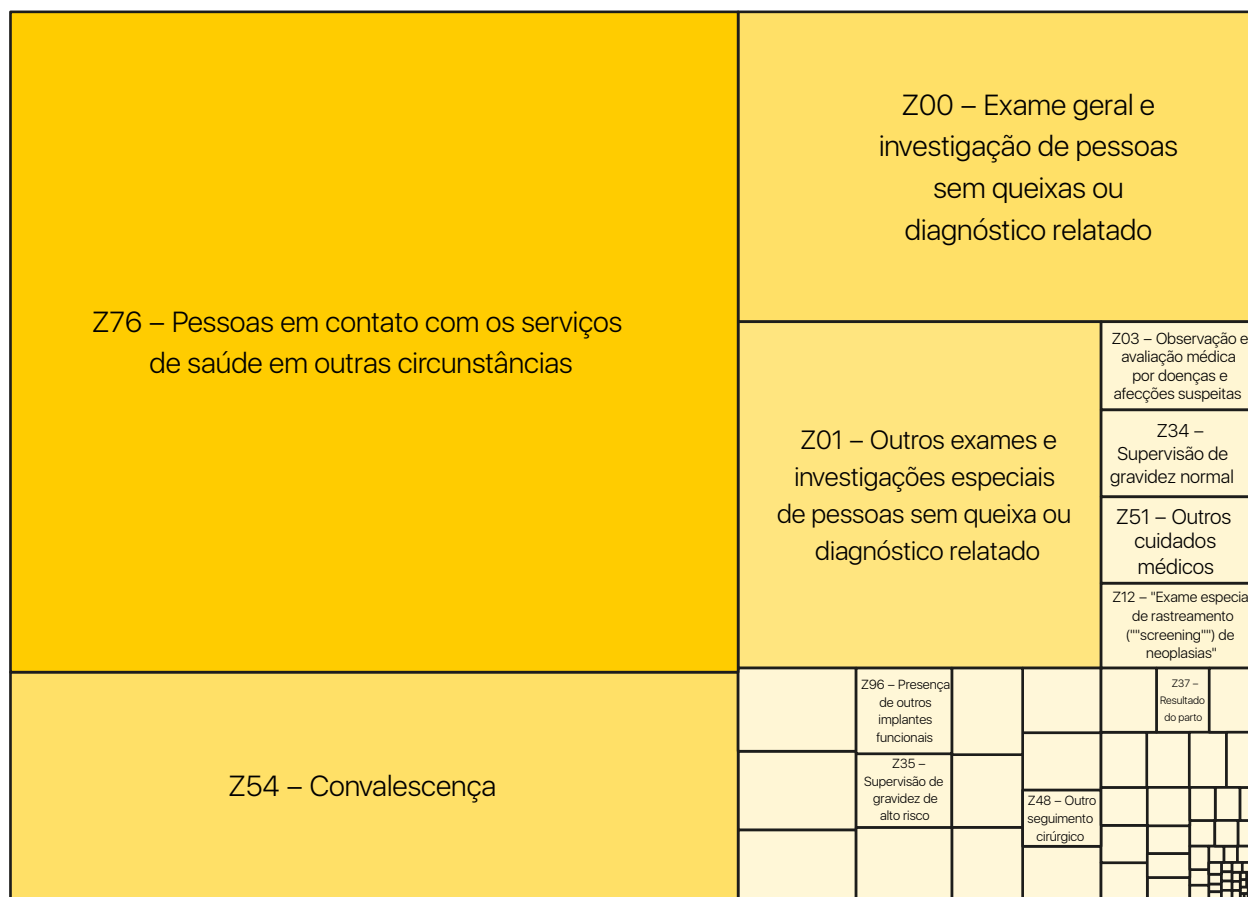 Z00 – Exame geral e
investigação de pessoas
sem queixas ou
diagnóstico relatado
Z76 – Pessoas em contato com os serviços
de saúde em outras circunstâncias
Z03 – Observação e
avaliação médica
por doenças e
afecções suspeitas
Z01 – Outros exames e
investigações especiais
de pessoas sem queixa ou
diagnóstico relatado
Z34 –
Supervisão de
gravidez normal
Z51 – Outros
cuidados
médicos
Z12 – "Exame especia
de rastreamento
(""screening"") de
neoplasias"
Z96 – Presença
de outros
implantes
funcionais
Z37 –
Resultado
do parto
Z54 – Convalescença
Z35 –
Supervisão de
gravidez de
alto risco
Z48 – Outro
seguimento
cirúrgico